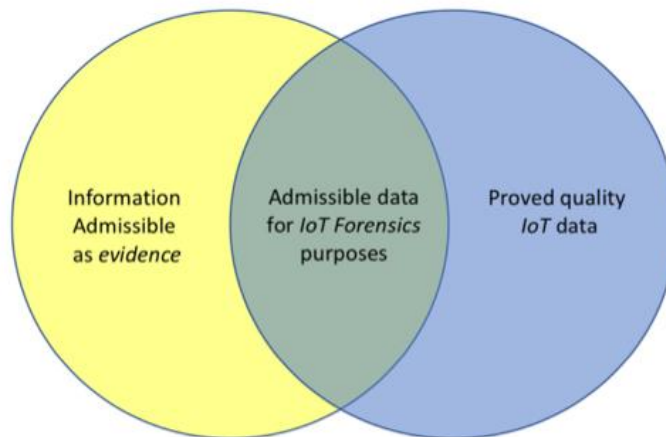 Information
Admissible
as evidence
Admissible data
for IoT Forensics
purposes
Proved quality
IoT data